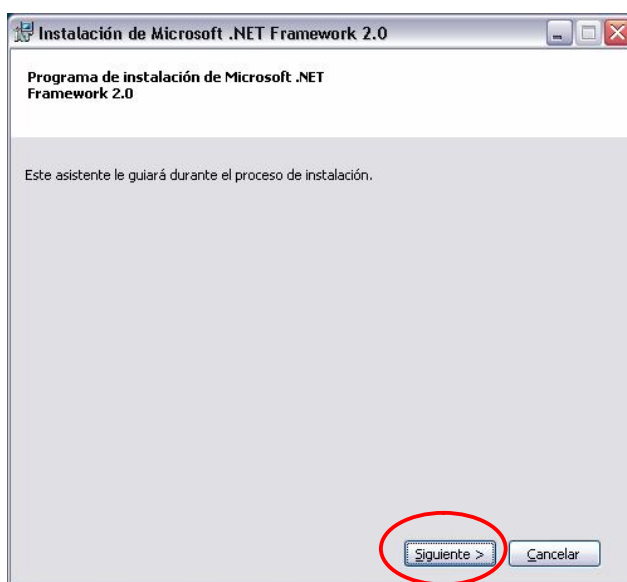 Instalación de Microsoft .NET Framework 2.0
Programa de instalación de Microsoft .NET
Framework 2.0
Este asistente le guiará durante el proceso de instalación.
Siguiente >
Cancelar